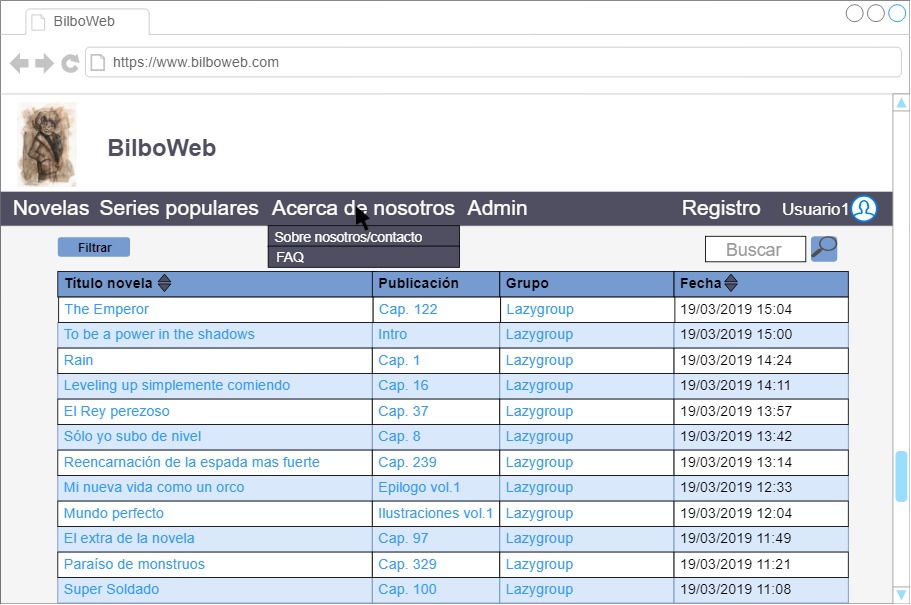 BilboWeb
https://www.bilboweb.com
BilboWeb
Novelas Series populares Acerca de nosotros Admin Registro Usuario1
Sobre nosotros/contacto
FAQ
Filtrar
Buscar
Título novela Publicación Grupo Fecha
The Emperor Cap. 122 Lazygroup 19/03/2019 15:04
To be a power in the shadows Intro Lazygroup 19/03/2019 15:00
Rain Cap. 1 Lazygroup 19/03/2019 14:24
Leveling up simplemente comiendo Cap. 16 Lazygroup 19/03/2019 14:11
El Rey perezoso Cap. 37 Lazygroup 19/03/2019 13:57
Sólo yo subo de nivel Cap. 8 Lazygroup 19/03/2019 13:42
Reencarnación de la espada mas fuerte Cap. 239 Lazygroup 19/03/2019 13:14
Mi nueva vida como un orco Epilogo vol.1 Lazygroup 19/03/2019 12:33
Mundo perfecto Ilustraciones vol.1 Lazygroup 19/03/2019 12:04
El extra de la novela Cap. 97 Lazygroup 19/03/2019 11:49
Paraíso de monstruos Cap. 329 Lazygroup 19/03/2019 11:21
Super Soldado Cap. 100 Lazygroup 19/03/2019 11:08